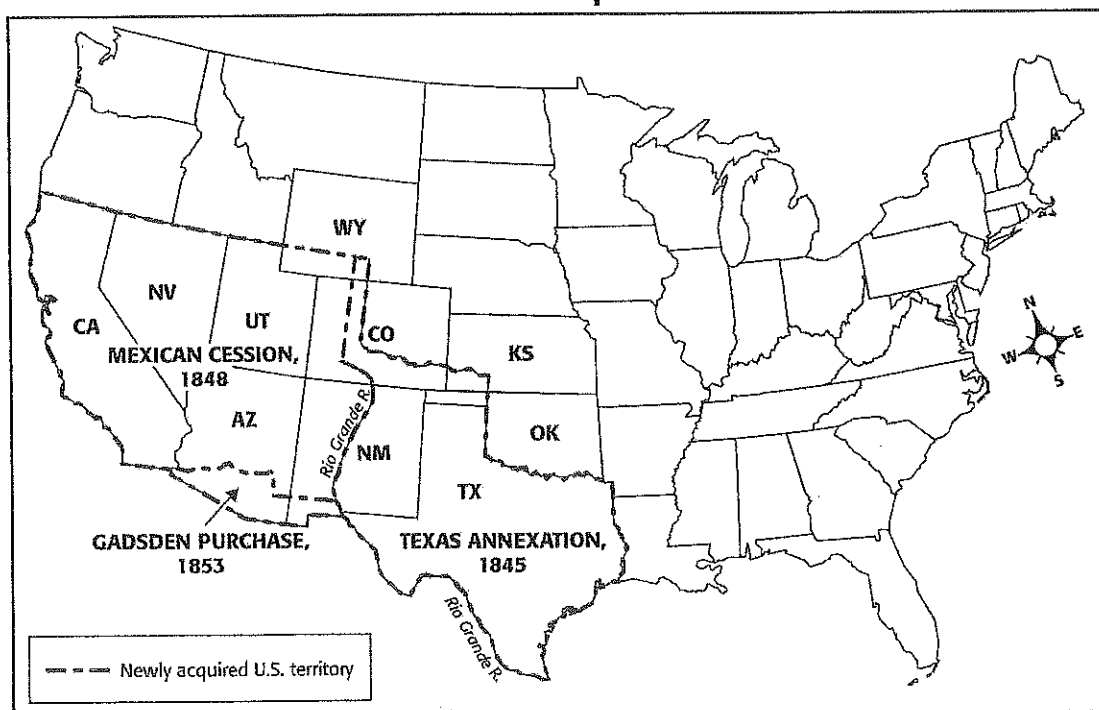 WY
NV
CA
UT
CO
KS
MEXICAN CESSION,
1848
AZ
Rio Grande R.
NM
OK
TX
GADSDEN PURCHASE,
1853
TEXAS ANNEXATION,
1845
Rio Grande R.
N
E
W
S
Newly acquired U.S. territory